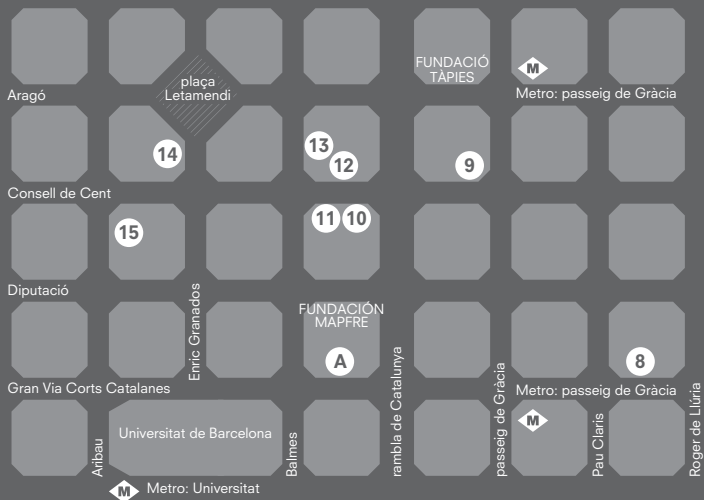 FUNDACIÓ
TÀPIES
M
plaça
Letamendi
Aragó
Metro: passeig de Gràcia
14
13
12
9
Consell de Cent
15
11
10
Diputació
Enric Granados
FUNDACIÓN
MAPFRE
A
8
Gran Via Corts Catalanes
Metro: passeig de Gràcia
Aribau
Universitat de Barcelona
Balmes
rambla de Catalunya
passeig de Gràcia
M
Pau Claris
Roger de Llúria
M
Metro: Universitat